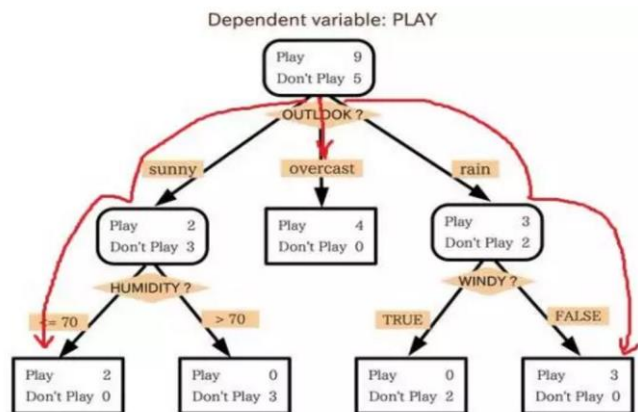 Dependent variable: PLAY
Play 9
Don't Play 5
OUTLOOK ?
sunny
overcast
rain
Play 2
Don't Play 3
Play 4
Don't Play 0
Play 3
Don't Play 2
HUMIDITY ?
WINDY ?
<= 70
> 70
TRUE
FALSE
Play 2
Don't Play 0
Play 0
Don't Play 3
Play 0
Don't Play 2
Play 3
Don't Play 0